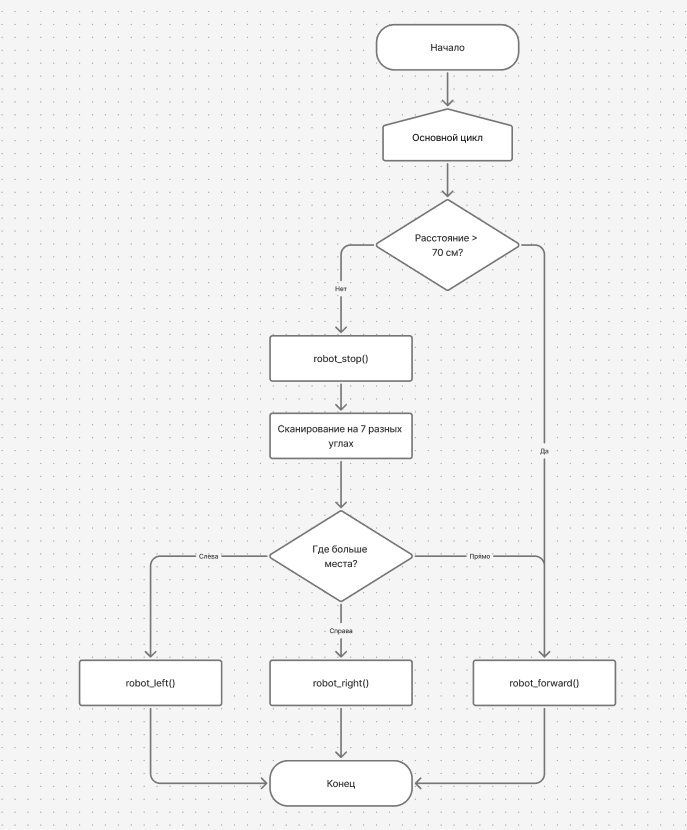 Начало
Основной цикл
Расстояние >
70 см?
Нет
robot_stop()
Сканирование на 7 разных
углах
Да
Где больше
места?
Слева
Прямо
Справа
robot_left()
robot_right()
robot_forward()
Конец